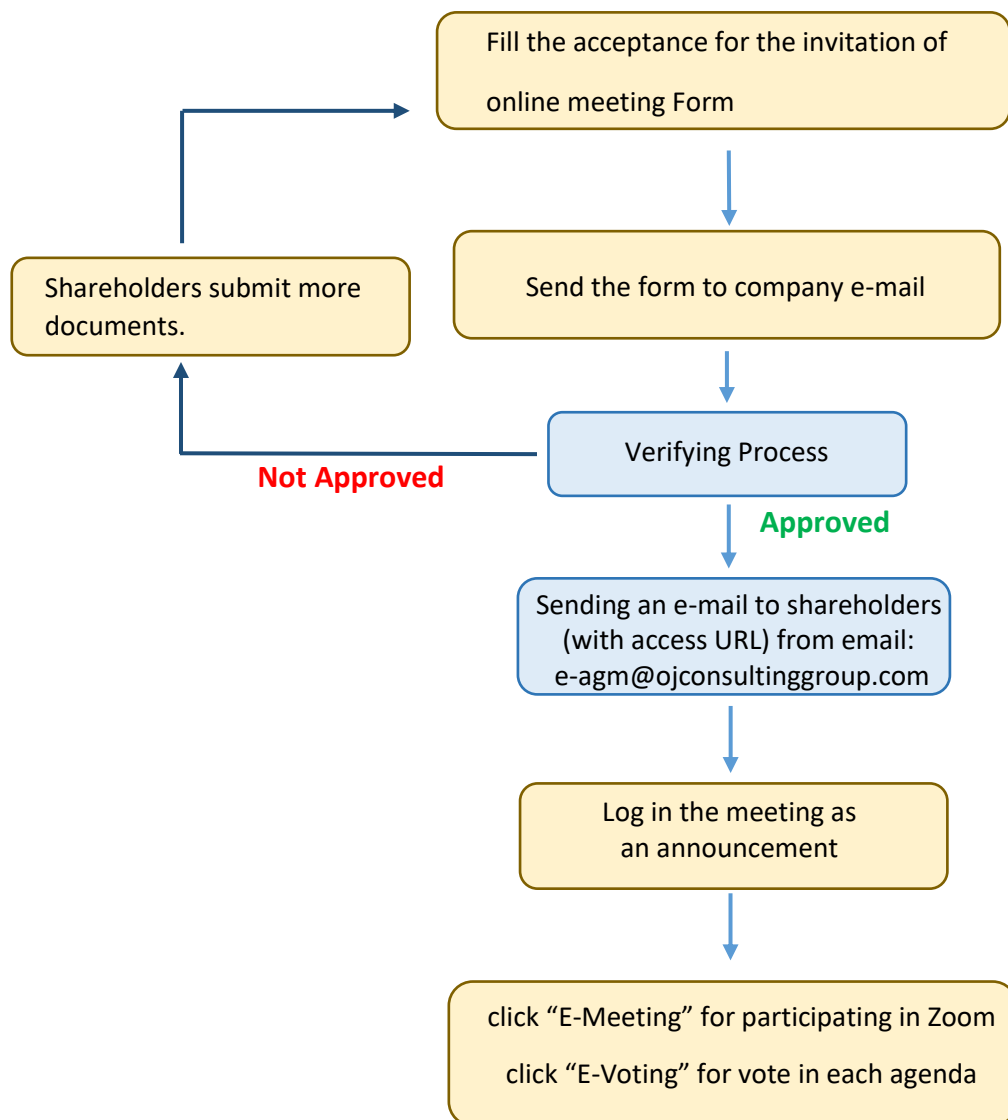 Fill the acceptance for the invitation of
online meeting Form
Shareholders submit more
documents.
Send the form to company e-mail
Verifying Process
Not Approved
Approved
Sending an e-mail to shareholders
(with access URL) from email:
e-agm@ojconsultinggroup.com
Log in the meeting as
an announcement
click “E-Meeting” for participating in Zoom
click “E-Voting” for vote in each agenda